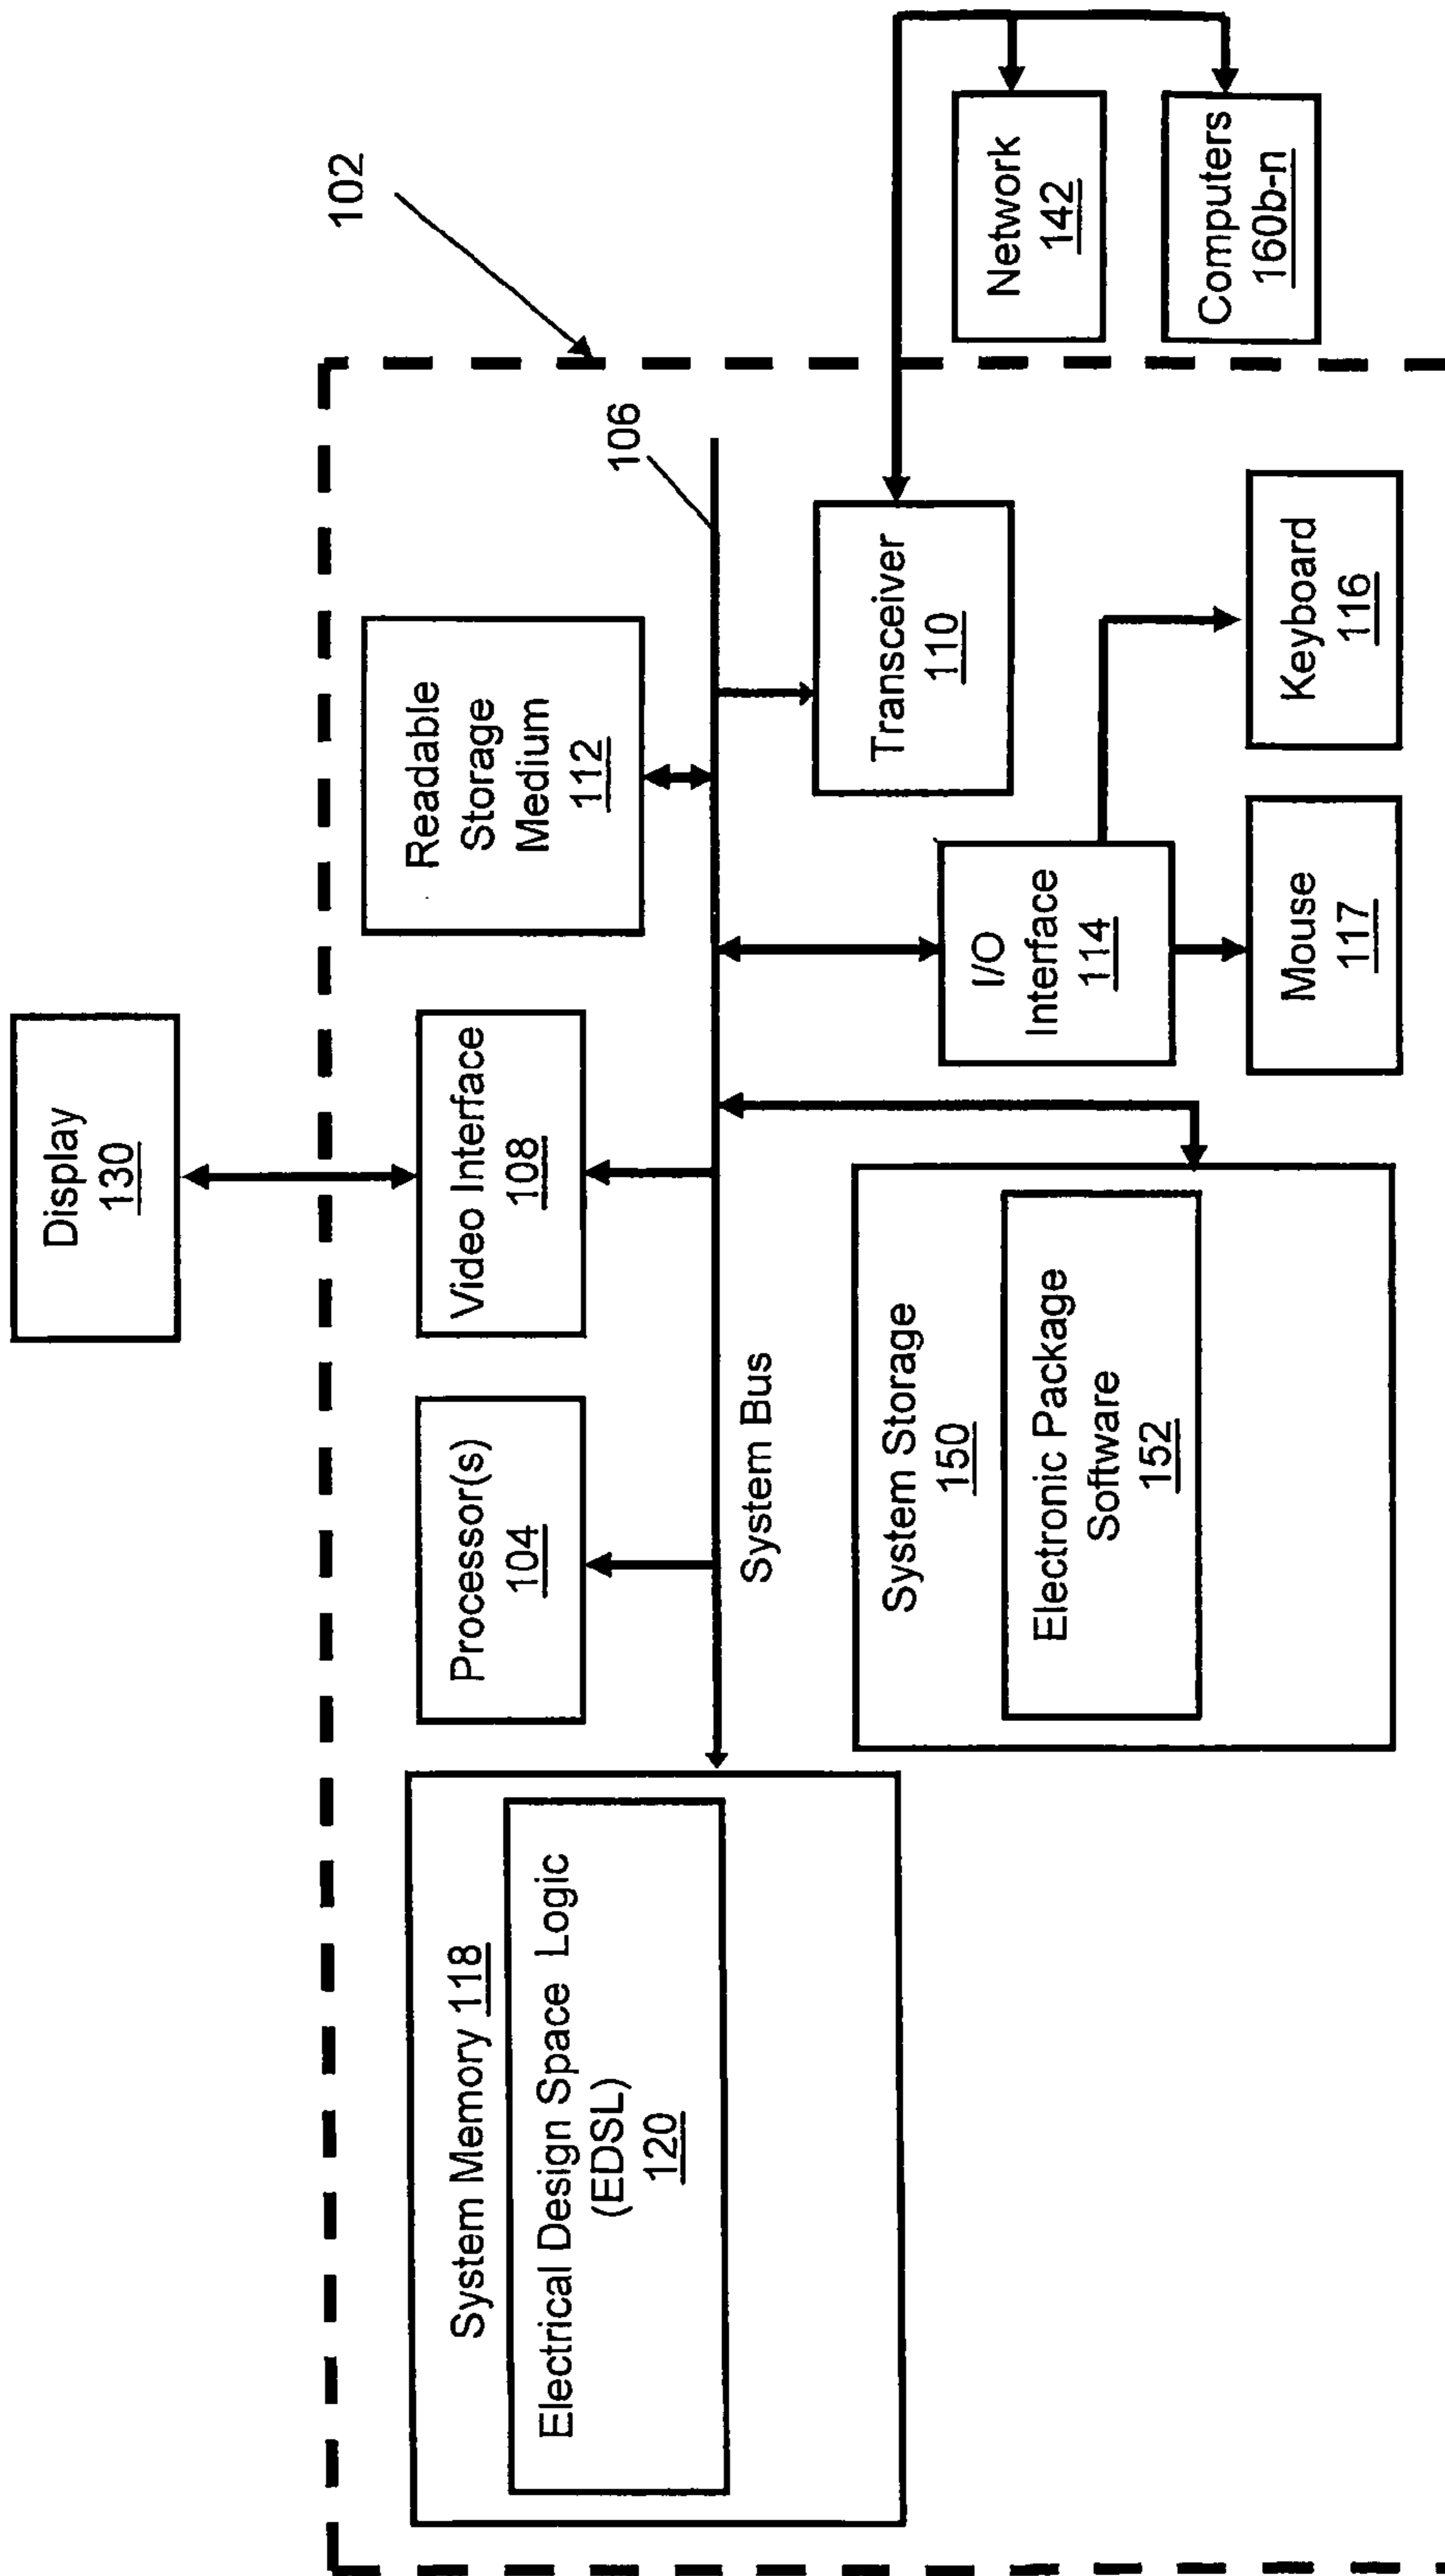 102
Display
130
System Memory 118
Electrical Design Space Logic
(EDSL)
120
Processor(s)
104
Video Interface
108
Readable
Storage
Medium
112
106
System Bus
System Storage
150
Electronic Package
Software
152
I/O
Interface
114
Transceiver
110
Mouse
117
Keyboard
116
Network
142
Computers
160b-n